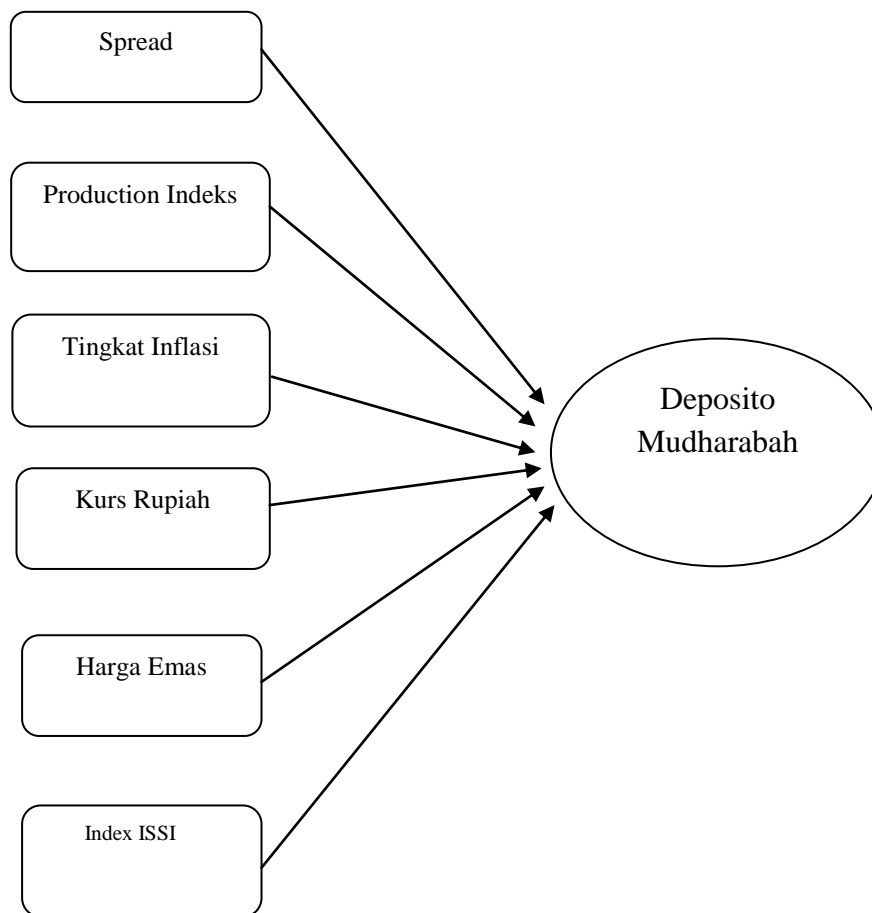 Spread
Production Indeks
Tingkat Inflasi
Kurs Rupiah
Harga Emas
Index ISSI
Deposito
Mudharabah